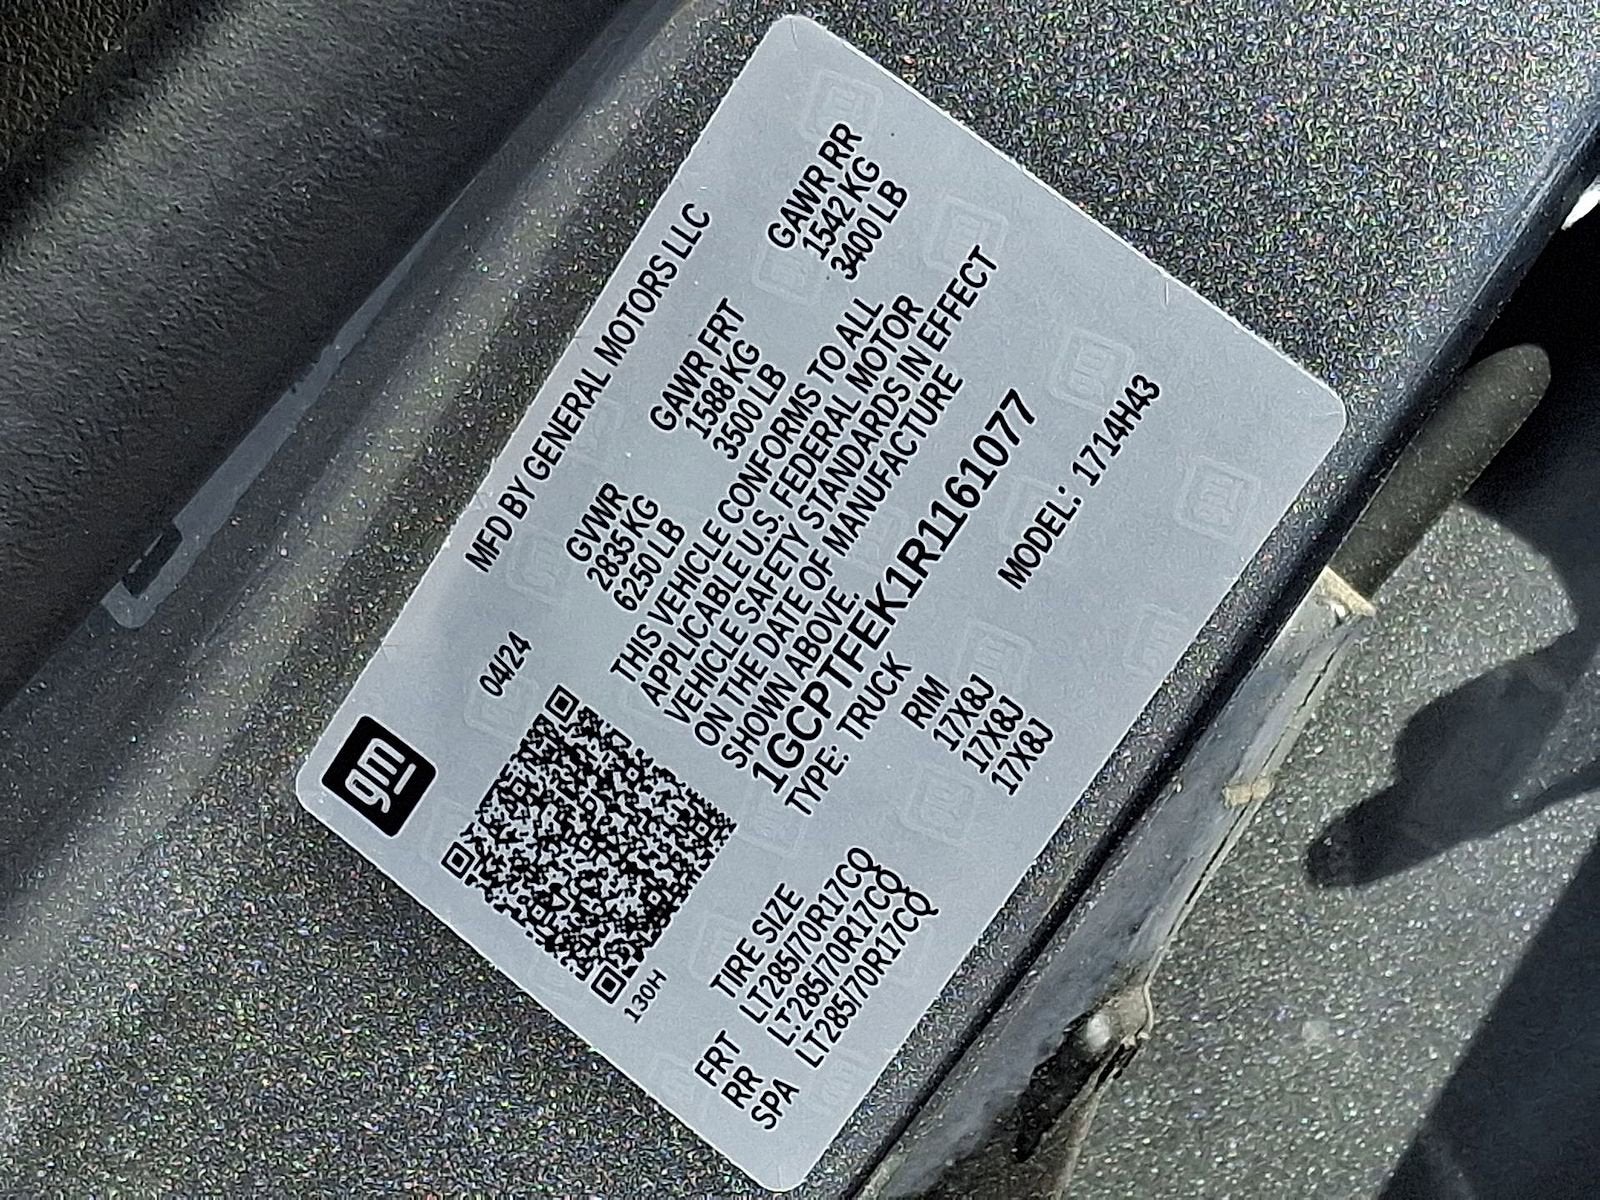 gm
04/24
MFD BY GENERAL MOTORS LLC
GVWR GAWR FRT GAWR RR
2835 KG 1588 KG 1542 KG
6250 LB 3500 LB 3400 LB
THIS VEHICLE CONFORMS TO ALL
APPLICABLE U.S. FEDERAL MOTOR
VEHICLE SAFETY STANDARDS IN EFFECT
ON THE DATE OF MANUFACTURE
SHOWN ABOVE.
1GCPTFEK1R1161077
TYPE: TRUCK MODEL: 1714H43
130H
TIRE SIZE RIM
FRT LT285/70R17CQ 17X8J
RR LT285/70R17CQ 17X8J
SPA LT285/70R17CQ 17X8J